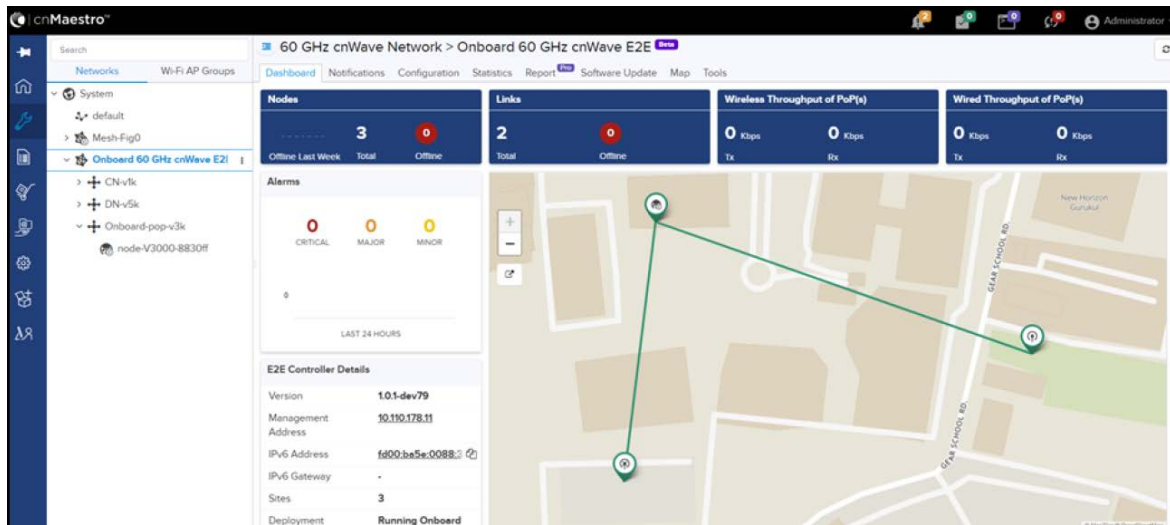 cnMaestro™
2
0
0
0
Administrator
Search
Networks Wi-Fi AP Groups
System
default
Mesh-Fig0
Onboard 60 GHz cnWave E2
CN-v1k
DN-v5k
Onboard-pop-v3k
node-V3000-8830ff
60 GHz cnWave Network > Onboard 60 GHz cnWave E2E Beta
Dashboard Notifications Configuration Statistics Report Pro Software Update Map Tools
Nodes
3 0
Offline Last Week Total Offline
Links
2 0
Total Offline
Wireless Throughput of PoP(s)
0 Kbps 0 Kbps
Tx Rx
Wired Throughput of PoP(s)
0 Kbps 0 Kbps
Tx Rx
Alarms
0 0 0
CRITICAL MAJOR MINOR
0
LAST 24 HOURS
E2E Controller Details
Version 1.0.1-dev79
Management Address 10.110.178.11
IPv6 Address fd00:ba5e:0088:
IPv6 Gateway -
Sites 3
Deployment Running Onboard
+
−
New Horizon
Gurukul
GEAR SCHOOL RD.
GEAR SCHOOL RD.